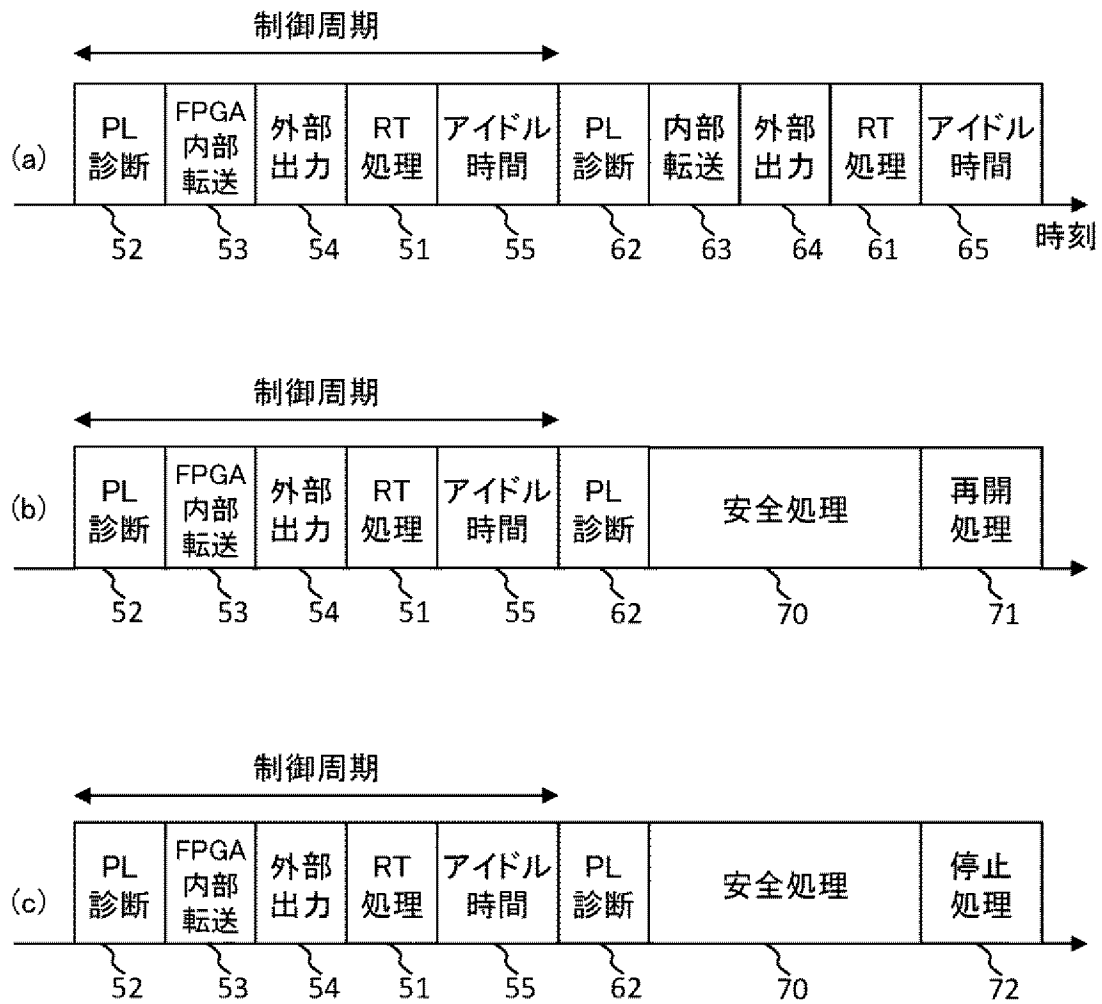 制御周期
(a)
PL
診断
FPGA
内部
転送
外部
出力
RT
処理
アイドル
時間
PL
診断
内部
転送
外部
出力
RT
処理
アイドル
時間
52
53
54
51
55
62
63
64
61
65
時刻
制御周期
(b)
PL
診断
FPGA
内部
転送
外部
出力
RT
処理
アイドル
時間
PL
診断
安全処理
再開
処理
52
53
54
51
55
62
70
71
制御周期
(c)
PL
診断
FPGA
内部
転送
外部
出力
RT
処理
アイドル
時間
PL
診断
安全処理
停止
処理
52
53
54
51
55
62
70
72